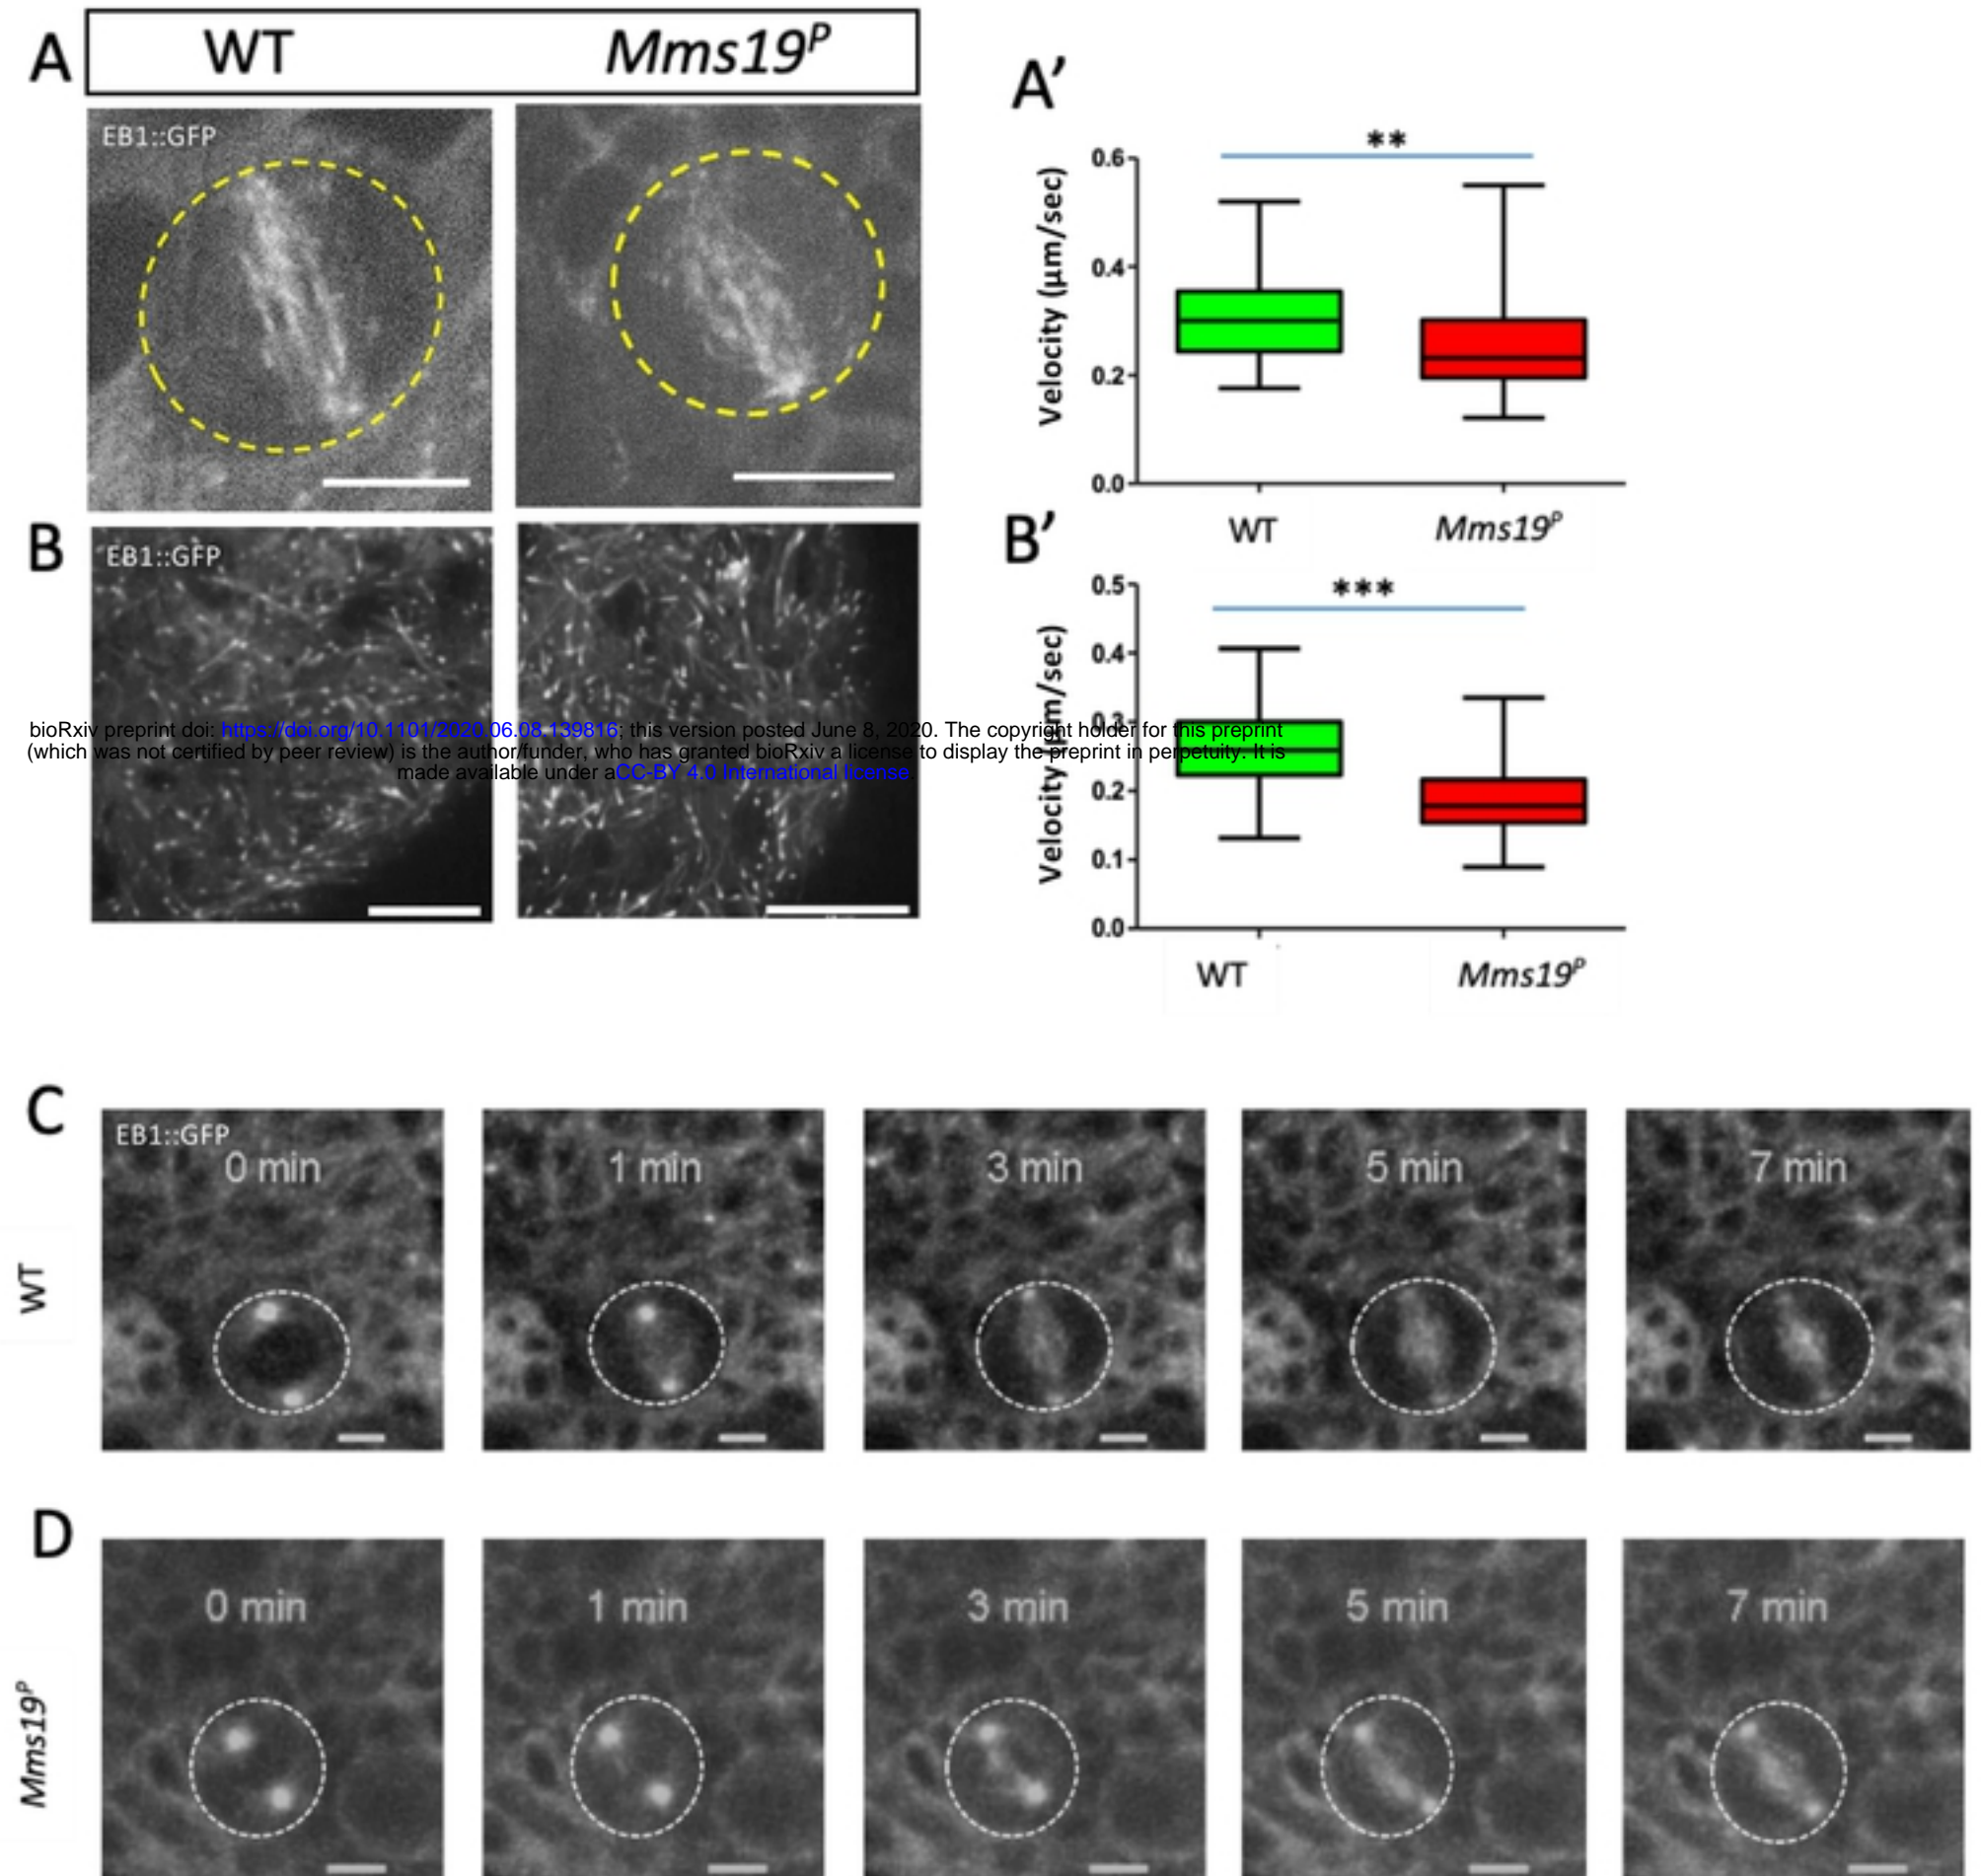 A WT Mms19P
EB1::GFP
A’
**
Velocity (µm/sec)
0.6
0.4
0.2
0.0
WT Mms19P
B
EB1::GFP
B’
***
Velocity (µm/sec)
0.5
0.4
0.3
0.2
0.1
0.0
WT Mms19P
bioRxiv preprint doi: https://doi.org/10.1101/2020.06.08.139816; this version posted June 8, 2020. The copyright holder for this preprint
(which was not certified by peer review) is the author/funder, who has granted bioRxiv a license to display the preprint in perpetuity. It is
made available under aCC-BY 4.0 International license.
C
WT
EB1::GFP
0 min 1 min 3 min 5 min 7 min
D
Mms19P
0 min 1 min 3 min 5 min 7 min